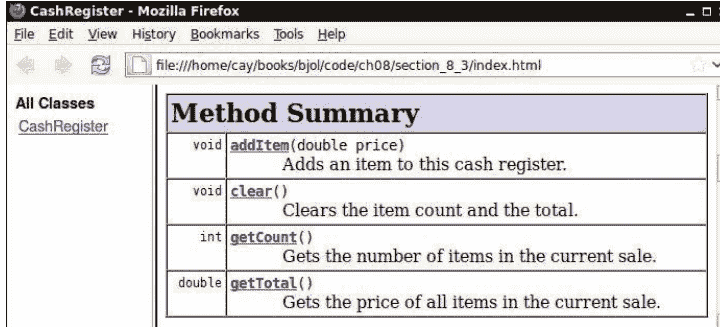 CashRegister - Mozilla Firefox
File Edit View History Bookmarks Tools Help
file:///home/cay/books/bjol/code/ch08/section_8_3/index.html
All Classes
CashRegister
Method Summary
void addItem(double price)
Adds an item to this cash register.
void clear()
Clears the item count and the total.
int getCount()
Gets the number of items in the current sale.
double getTotal()
Gets the price of all items in the current sale.